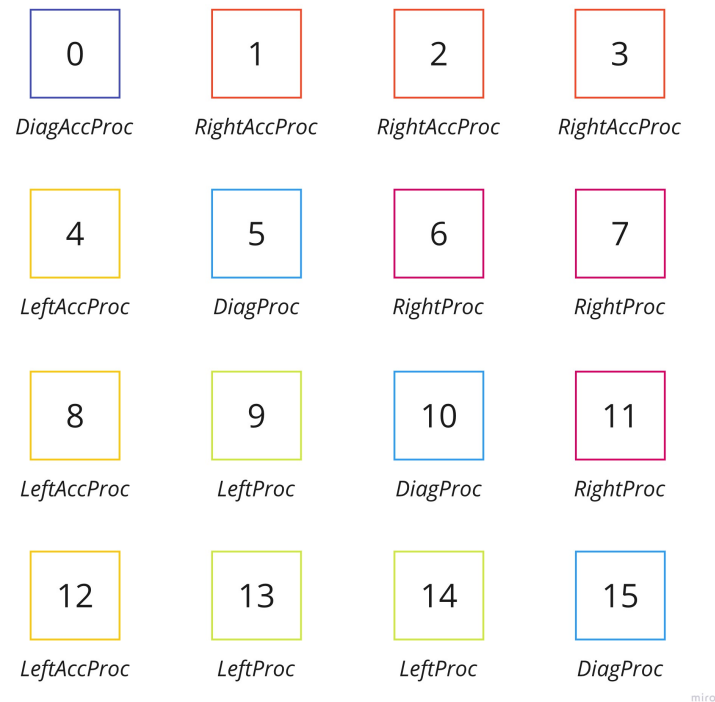 0 1 2 3
DiagAccProc RightAccProc RightAccProc RightAccProc
4 5 6 7
LeftAccProc DiagProc RightProc RightProc
8 9 10 11
LeftAccProc LeftProc DiagProc RightProc
12 13 14 15
LeftAccProc LeftProc LeftProc DiagProc
miro